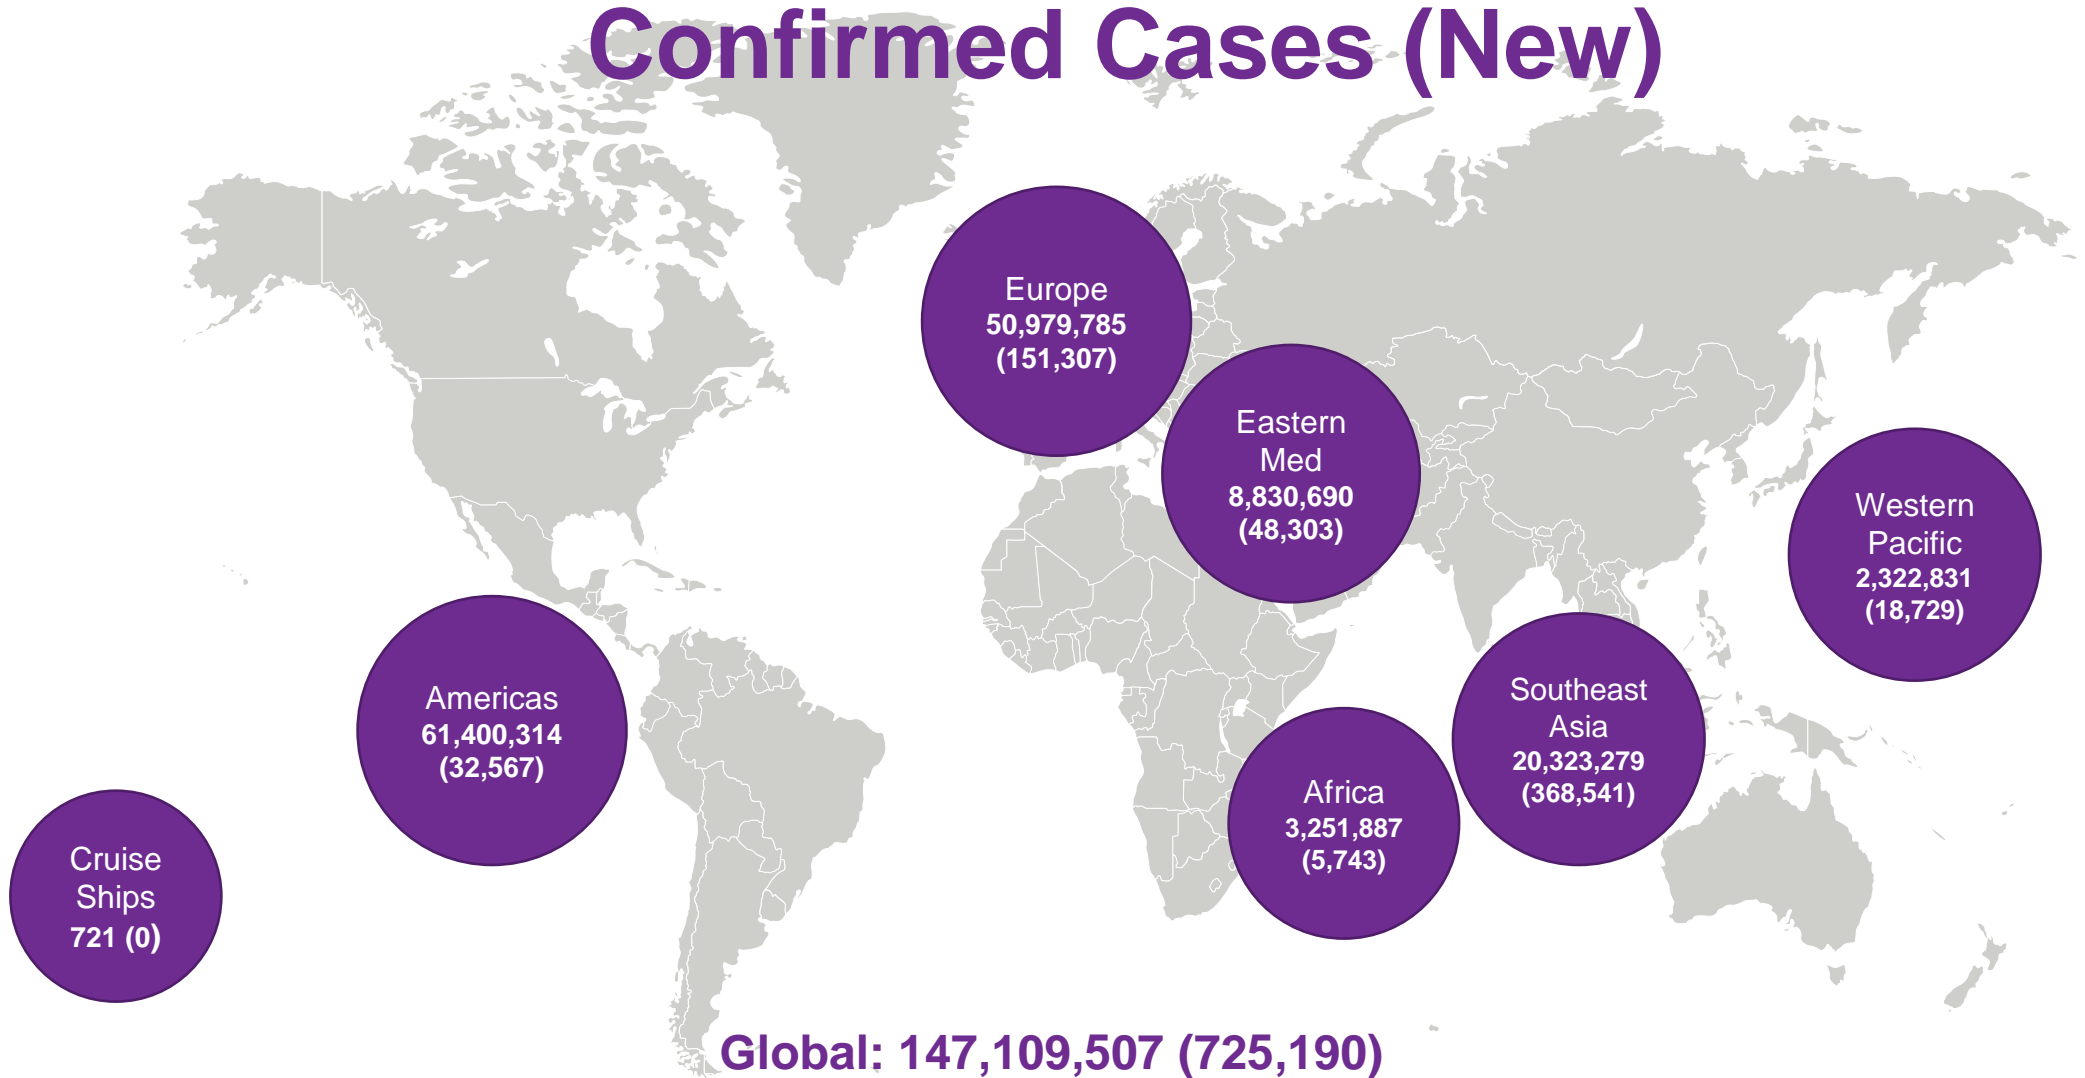 Confirmed Cases (New)
Europe
50,979,785
(151,307)
Eastern
Med
8,830,690
(48,303)
Western
Pacific
2,322,831
(18,729)
Americas
61,400,314
(32,567)
Southeast
Asia
20,323,279
(368,541)
Africa
3,251,887
(5,743)
Cruise
Ships
721 (0)
Global: 147,109,507 (725,190)